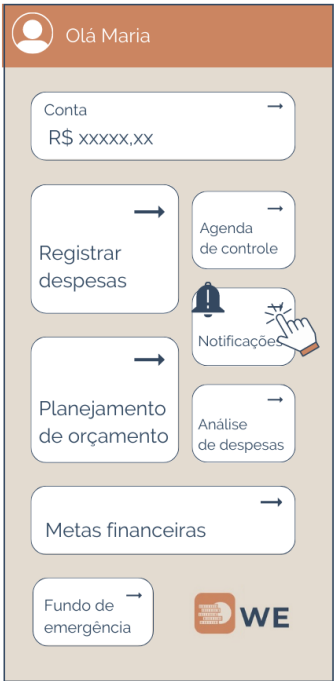 Olá Maria
Conta
R$ xxxxx,xx
Registrar
despesas
Agenda
de controle
Notificações
Planejamento
de orçamento
Análise
de despesas
Metas financeiras
Fundo de
emergência
WE